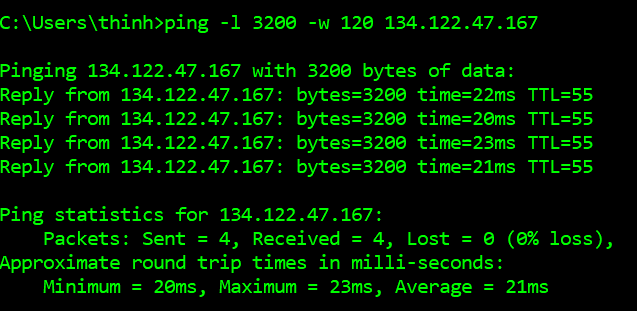 C:\Users\thinh>ping -l 3200 -w 120 134.122.47.167
Pinging 134.122.47.167 with 3200 bytes of data:
Reply from 134.122.47.167: bytes=3200 time=22ms TTL=55
Reply from 134.122.47.167: bytes=3200 time=20ms TTL=55
Reply from 134.122.47.167: bytes=3200 time=23ms TTL=55
Reply from 134.122.47.167: bytes=3200 time=21ms TTL=55
Ping statistics for 134.122.47.167:
    Packets: Sent = 4, Received = 4, Lost = 0 (0% loss),
Approximate round trip times in milli-seconds:
    Minimum = 20ms, Maximum = 23ms, Average = 21ms